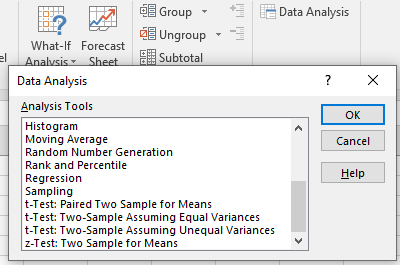 What-If
Analysis
Forecast
Sheet
Group
Ungroup
Subtotal
Data Analysis
Data Analysis
?
Analysis Tools
Histogram
Moving Average
Random Number Generation
Rank and Percentile
Regression
Sampling
t-Test: Paired Two Sample for Means
t-Test: Two-Sample Assuming Equal Variances
t-Test: Two-Sample Assuming Unequal Variances
z-Test: Two Sample for Means
OK
Cancel
Help